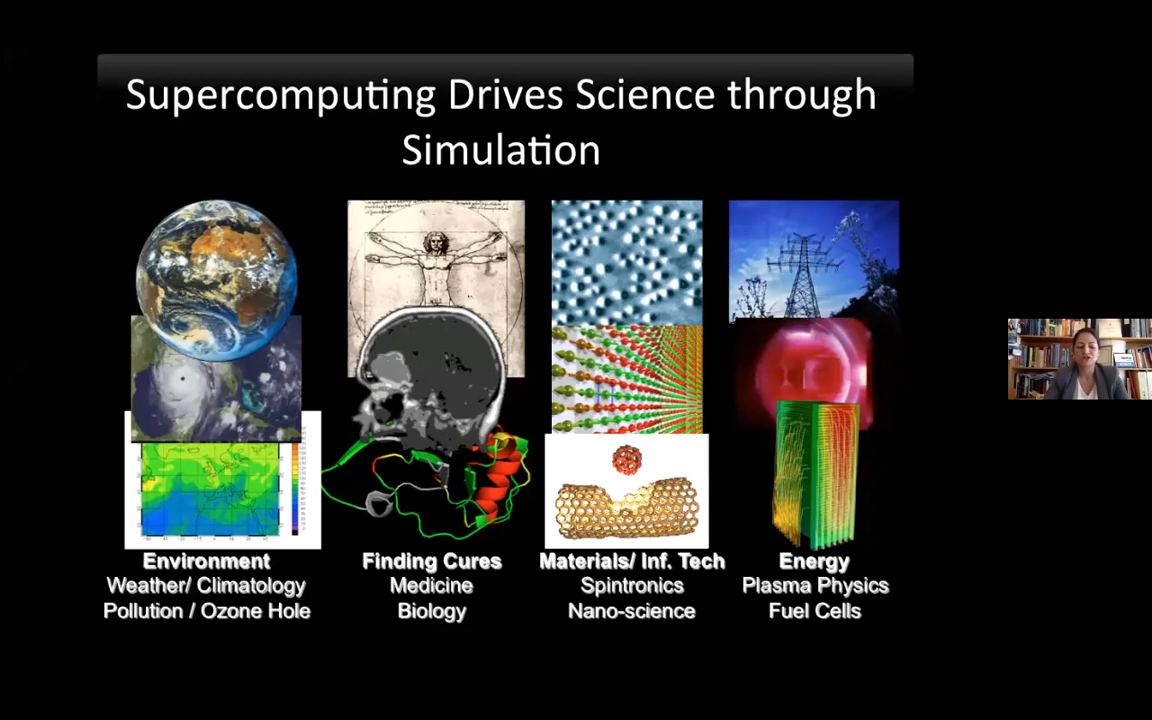 Supercomputing Drives Science through
Simulation
Environment
Weather/ Climatology
Pollution / Ozone Hole
Finding Cures
Medicine
Biology
Materials/ Inf. Tech
Spintronics
Nano-science
Energy
Plasma Physics
Fuel Cells